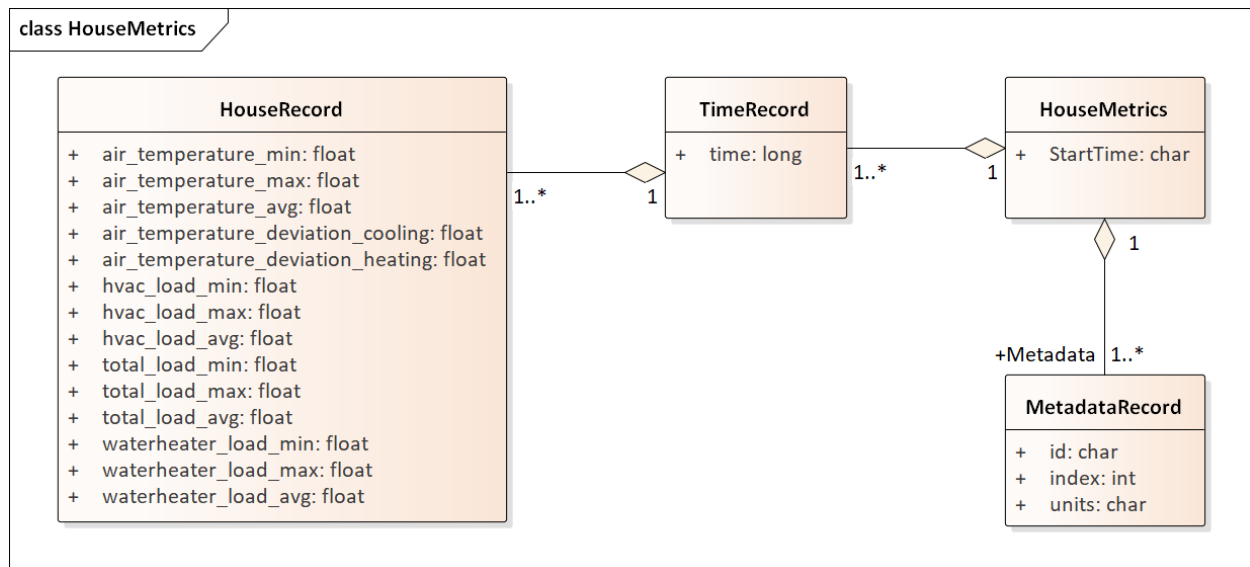 class HouseMetrics
HouseRecord
+ air_temperature_min: float
+ air_temperature_max: float
+ air_temperature_avg: float
+ air_temperature_deviation_cooling: float
+ air_temperature_deviation_heating: float
+ hvac_load_min: float
+ hvac_load_max: float
+ hvac_load_avg: float
+ total_load_min: float
+ total_load_max: float
+ total_load_avg: float
+ waterheater_load_min: float
+ waterheater_load_max: float
+ waterheater_load_avg: float
1..*
1
TimeRecord
+ time: long
1..*
1
HouseMetrics
+ StartTime: char
1
+Metadata
1..*
MetadataRecord
+ id: char
+ index: int
+ units: char